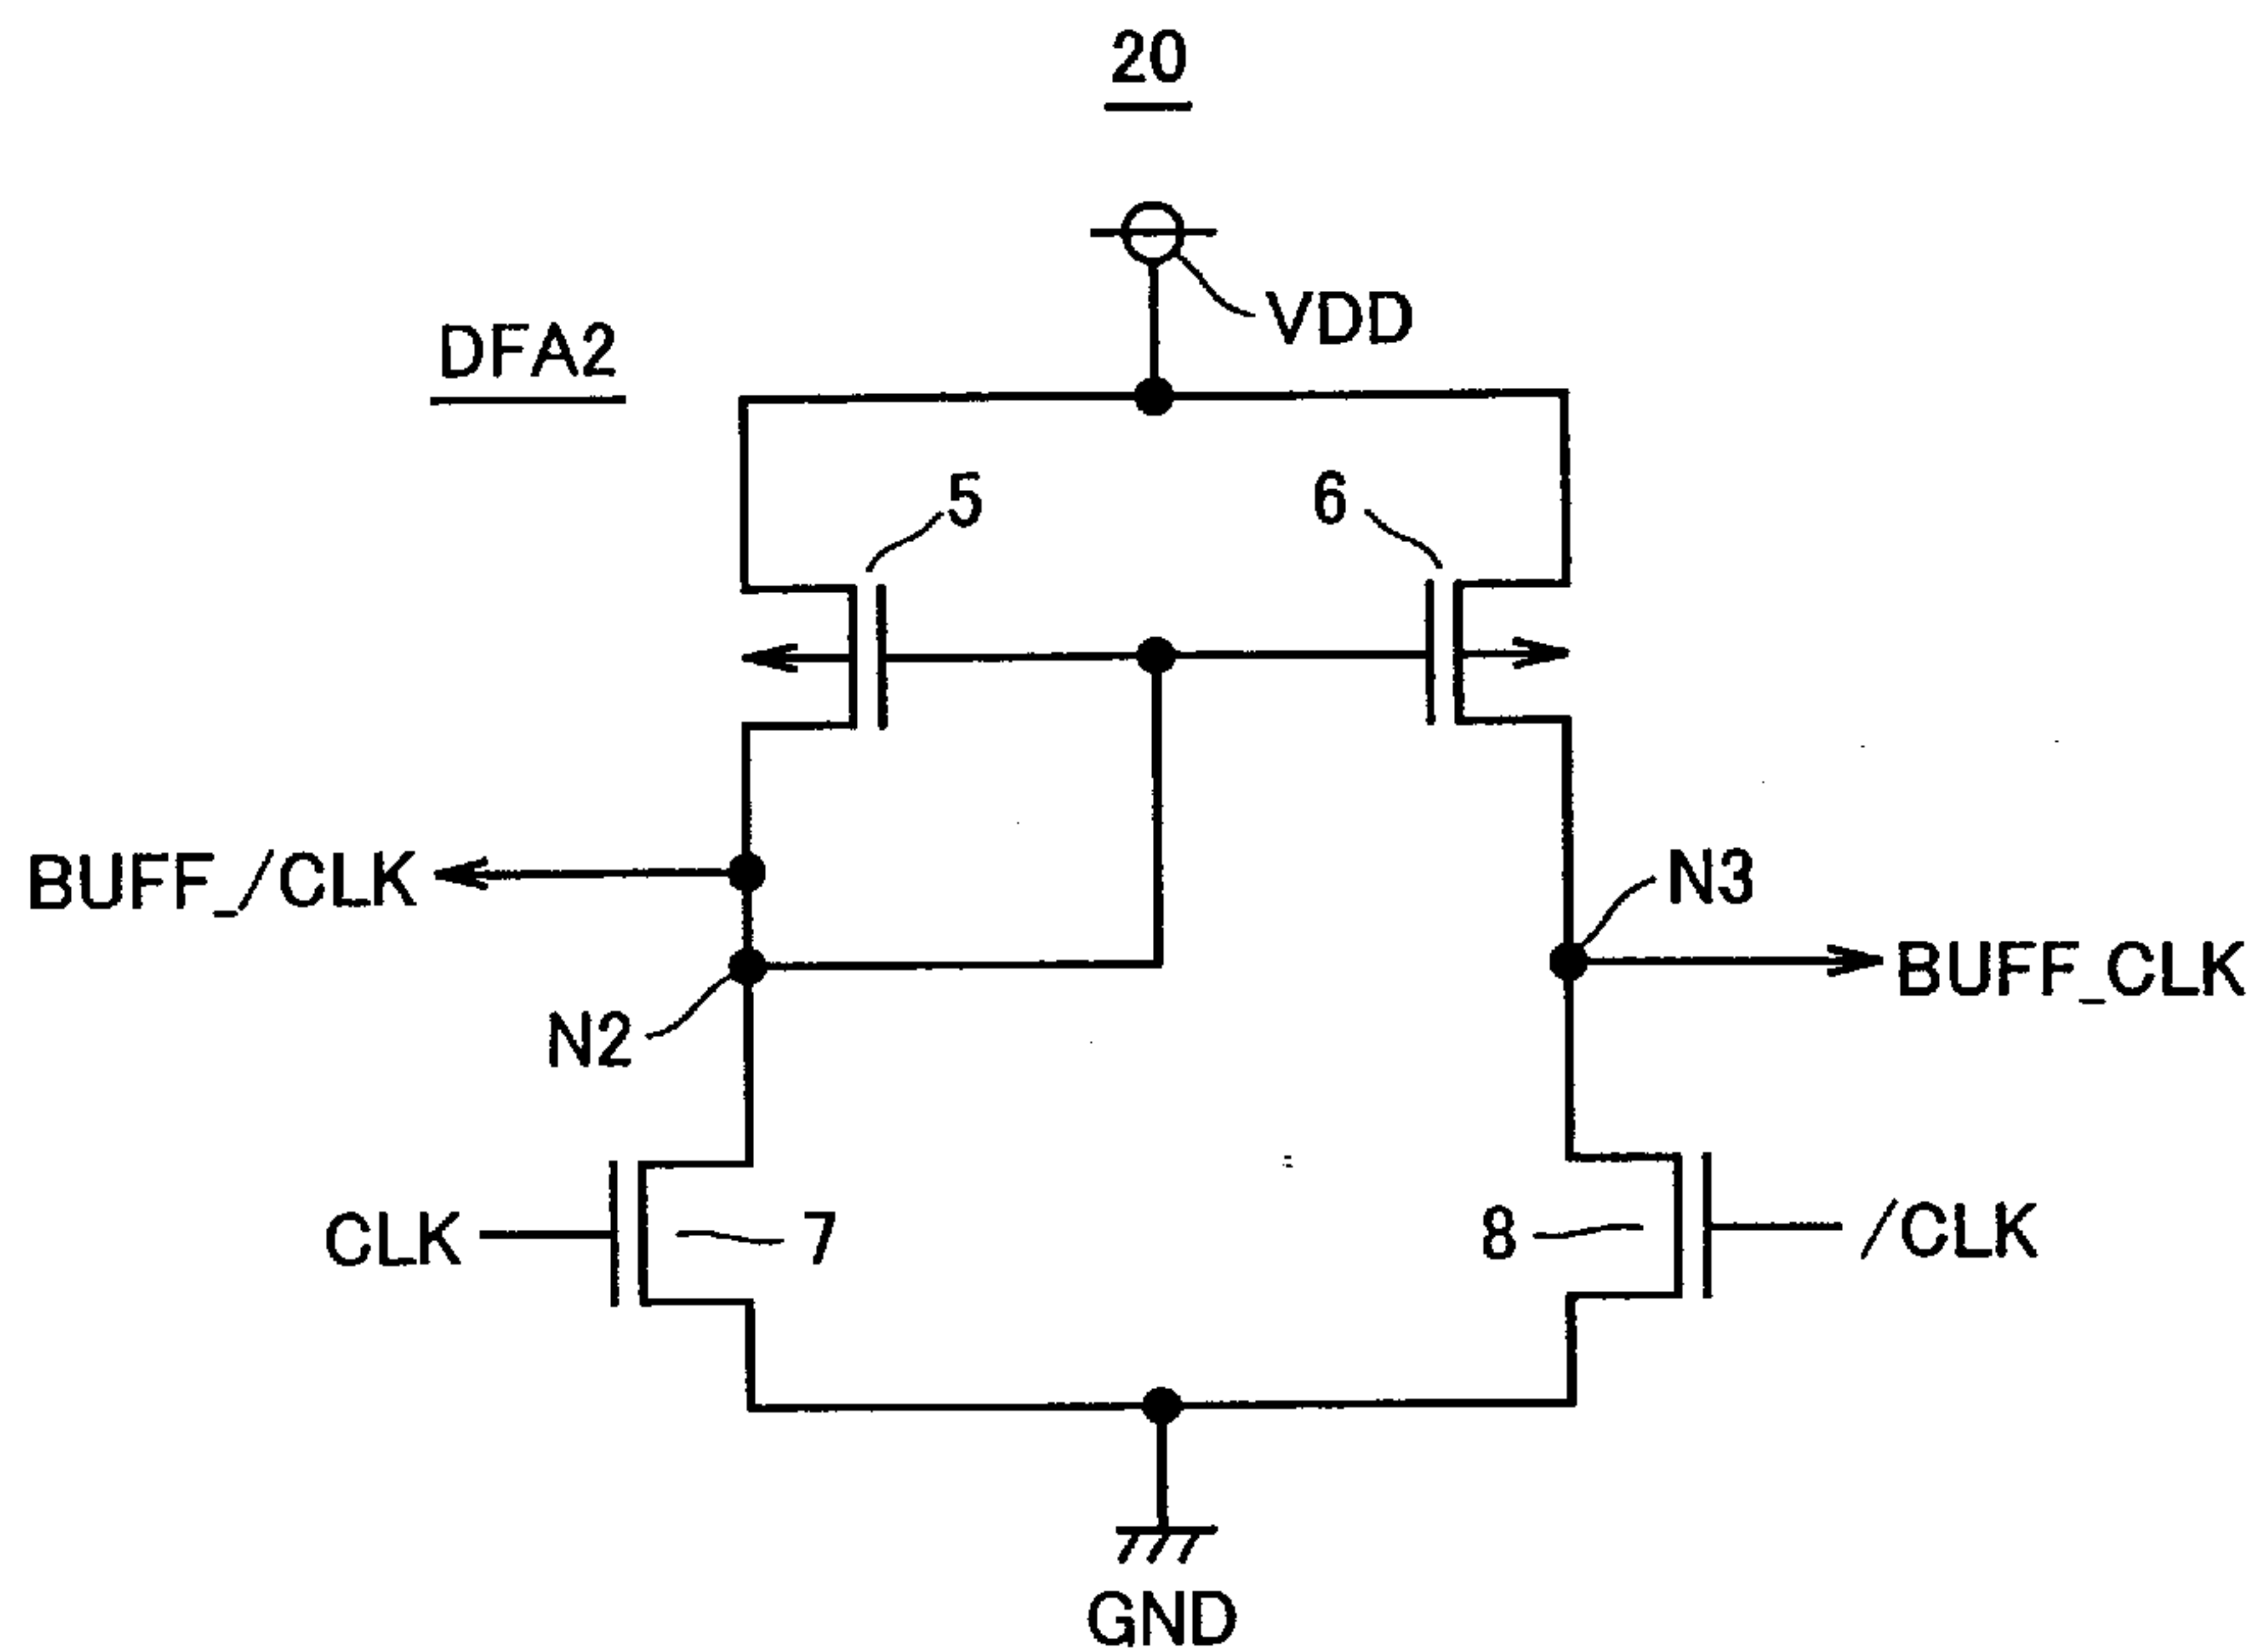 20
VDD
DFA2
5
6
BUFF_/CLK
N3
BUFF_CLK
N2
CLK
7
8
/CLK
GND